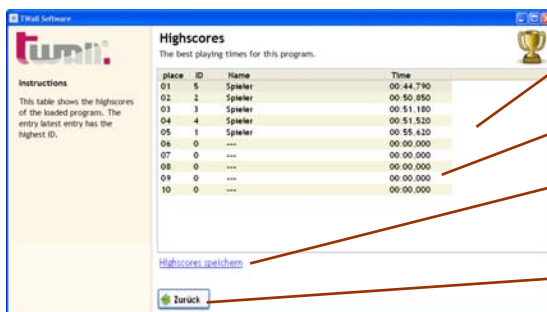 TWall Software
twall
Instructions
This table shows the highscores
of the loaded program. The
entry latest entry has the
highest ID.
Highscores
The best playing times for this program.
place ID Name Time
01 5 Spieler 00:44,790
02 2 Spieler 00:50,850
03 3 Spieler 00:51,180
04 4 Spieler 00:51,520
05 1 Spieler 00:55,620
06 0 --- 00:00,000
07 0 --- 00:00,000
08 0 --- 00:00,000
09 0 --- 00:00,000
10 0 --- 00:00,000
Highscores speichern
Zurück